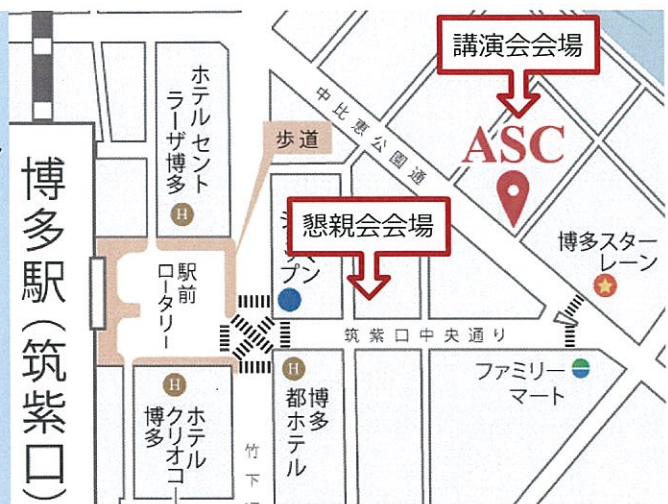 講演会会場
ASC
懇親会会場
歩道
中比恵公園通
ホテル セント
ラーザ博多
H
博多駅(筑紫口)
駅前
ロータリー
プン
博多スター
レーン
筑紫口中央通り
ファミリー
マート
H
ホテル
クリオコ
博多
H
博多
都ホテル
竹下